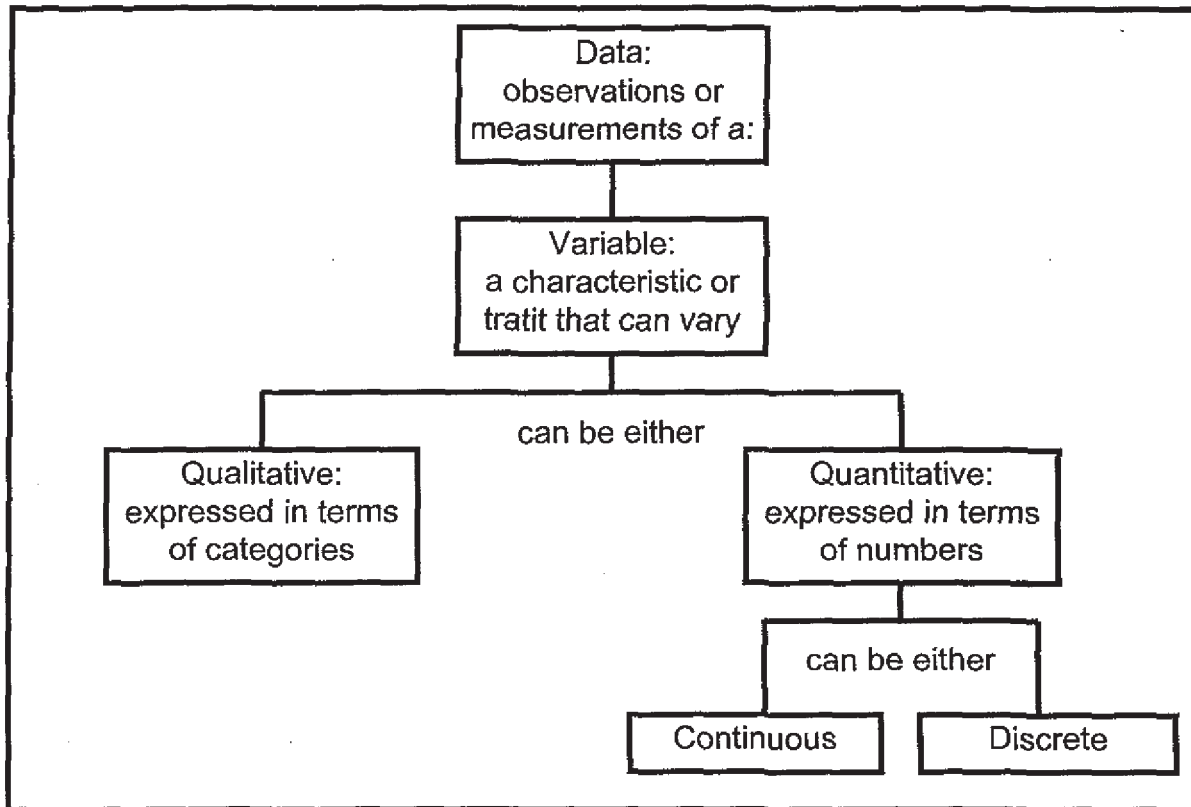 Data:
observations or
measurements of a:
Variable:
a characteristic or
tratit that can vary
can be either
Qualitative:
expressed in terms
of categories
Quantitative:
expressed in terms
of numbers
can be either
Continuous
Discrete